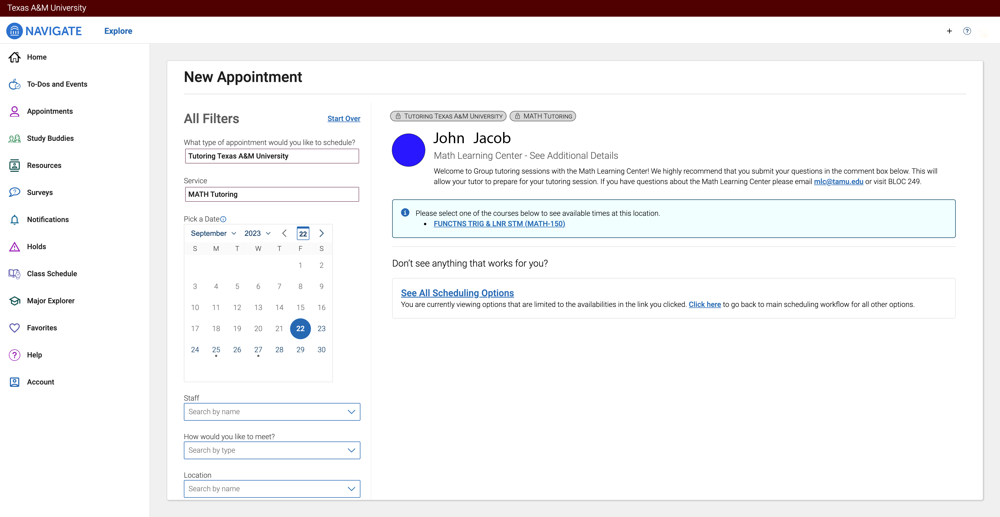 Texas A&M University
NAVIGATE
Explore
Home
To-Dos and Events
Appointments
Study Buddies
Resources
Surveys
Notifications
Holds
Class Schedule
Major Explorer
Favorites
Help
Account
New Appointment
All Filters
Start Over
What type of appointment would you like to schedule?
Tutoring Texas A&M University
Service
MATH Tutoring
Pick a Date
September 2023 22
S M T W T F S
1 2
3 4 5 6 7 8 9
10 11 12 13 14 15 16
17 18 19 20 21 22 23
24 25 26 27 28 29 30
Staff
Search by name
How would you like to meet?
Search by type
Location
Search by name
TUTORING TEXAS A&M UNIVERSITY MATH TUTORING
John Jacob
Math Learning Center - See Additional Details
Welcome to Group tutoring sessions with the Math Learning Center! We highly recommend that you submit your questions in the comment box below. This will
allow your tutor to prepare for your tutoring session. If you have questions about the Math Learning Center please email mlc@tamu.edu or visit BLOC 249.
Please select one of the courses below to see available times at this location.
• FUNCTNS TRIG & LNR STM (MATH-150)
Don’t see anything that works for you?
See All Scheduling Options
You are currently viewing options that are limited to the availabilities in the link you clicked. Click here to go back to main scheduling workflow for all other options.